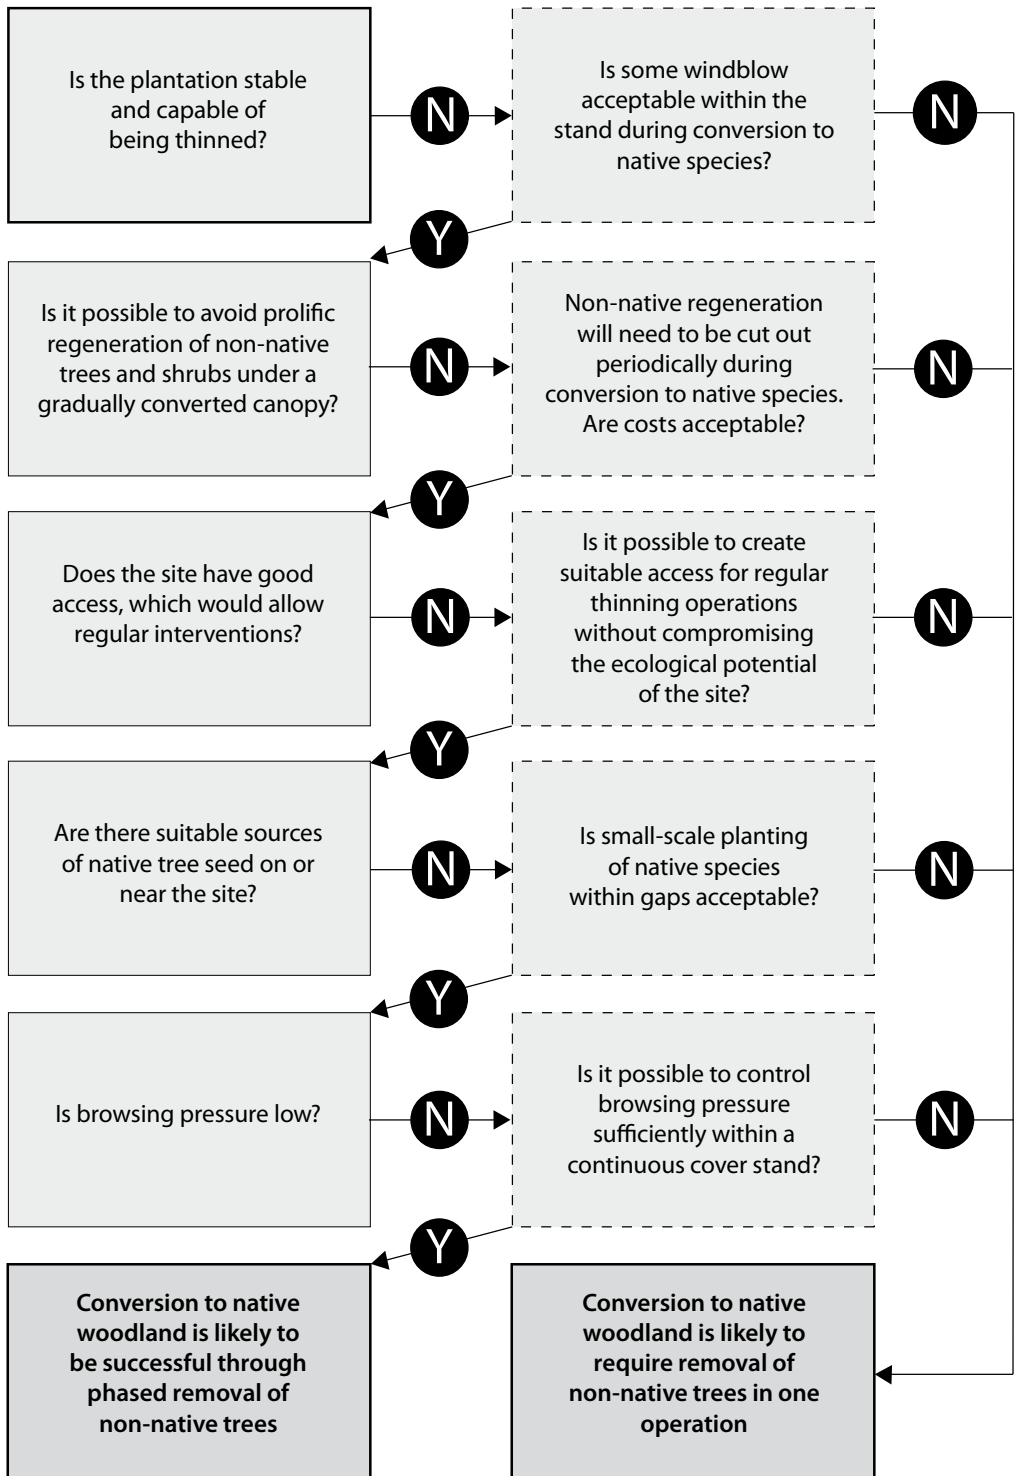 Is the plantation stable
and capable of
being thinned?
N
Is some windblow
acceptable within the
stand during conversion to
native species?
N
Y
Is it possible to avoid prolific
regeneration of non-native
trees and shrubs under a
gradually converted canopy?
N
Non-native regeneration
will need to be cut out
periodically during
conversion to native species.
Are costs acceptable?
N
Y
Does the site have good
access, which would allow
regular interventions?
N
Is it possible to create
suitable access for regular
thinning operations
without compromising
the ecological potential
of the site?
N
Y
Are there suitable sources
of native tree seed on or
near the site?
N
Is small-scale planting
of native species
within gaps acceptable?
N
Y
Is browsing pressure low?
N
Is it possible to control
browsing pressure
sufficiently within a
continuous cover stand?
N
Y
Conversion to native
woodland is likely to
be successful through
phased removal of
non-native trees
Conversion to native
woodland is likely to
require removal of
non-native trees in one
operation